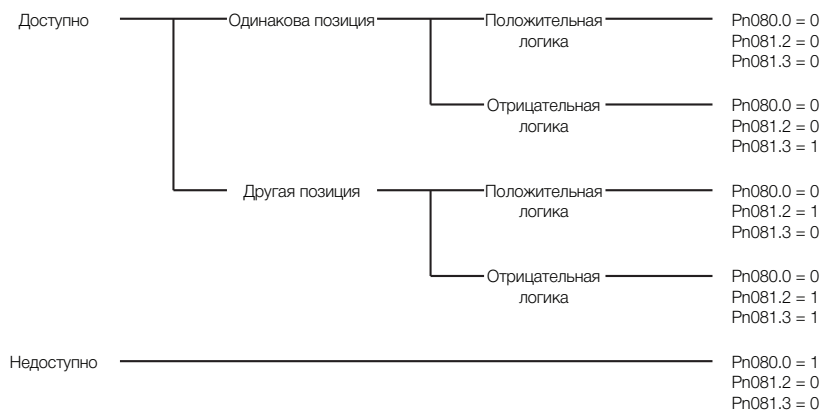 Доступно
Одинакова позиция
Положительная
логика
Pn080.0 = 0
Pn081.2 = 0
Pn081.3 = 0
Отрицательная
логика
Pn080.0 = 0
Pn081.2 = 0
Pn081.3 = 1
Другая позиция
Положительная
логика
Pn080.0 = 0
Pn081.2 = 1
Pn081.3 = 0
Отрицательная
логика
Pn080.0 = 0
Pn081.2 = 1
Pn081.3 = 1
Недоступно
Pn080.0 = 1
Pn081.2 = 0
Pn081.3 = 0